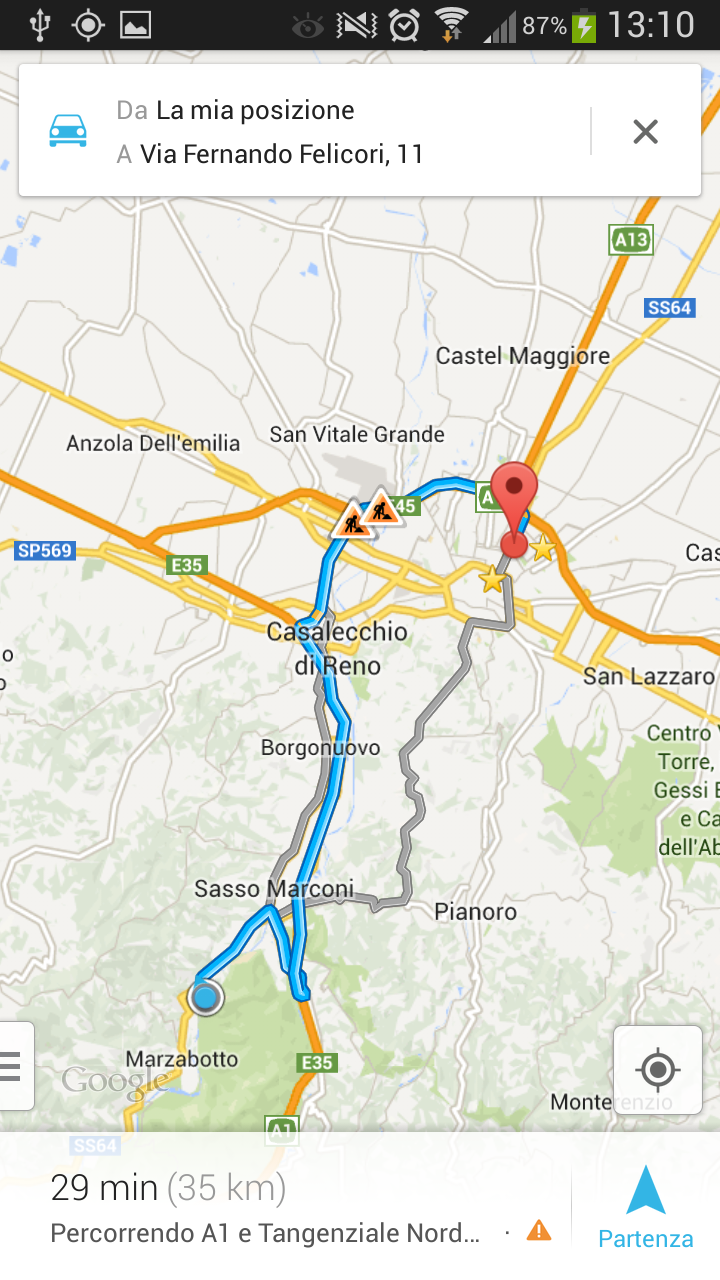 87% 13:10
Da La mia posizione
A Via Fernando Felicori, 11
A13
SS64
Castel Maggiore
San Vitale Grande
Anzola Dell'emilia
E45
SP569
E35
Cas
Casalecchio
di Reno
San Lazzaro
o
Borgonuovo
Centro V
Torre,
Gessi E
e Ca
dell'Ab
Sasso Marconi
Pianoro
Marzabotto
E35
Google
Monterenzio
A1
SS64
29 min (35 km)
Percorrendo A1 e Tangenziale Nord...
Partenza